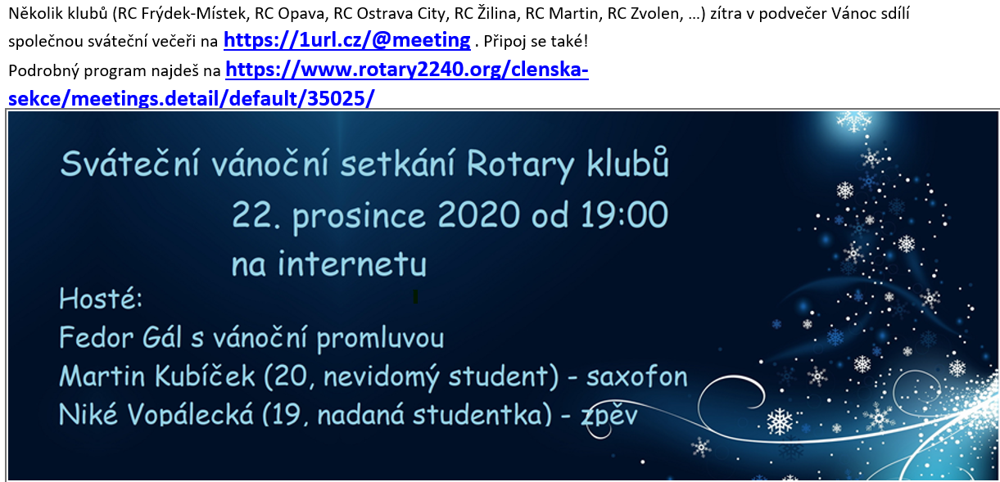 Několik klubů (RC Frýdek-Místek, RC Opava, RC Ostrava City, RC Žilina, RC Martin, RC Zvolen, …) zítra v podvečer Vánoc sdílí
společnou sváteční večeři na https://1url.cz/@meeting . Připoj se také!
Podrobný program najdeš na https://www.rotary2240.org/clenska-
sekce/meetings.detail/default/35025/
Sváteční vánoční setkání Rotary klubů
22. prosince 2020 od 19:00
na internetu
Hosté:
Fedor Gál s vánoční promluvou
Martin Kubíček (20, nevidomý student) - saxofon
Niké Vopálecká (19, nadaná studentka) - zpěv